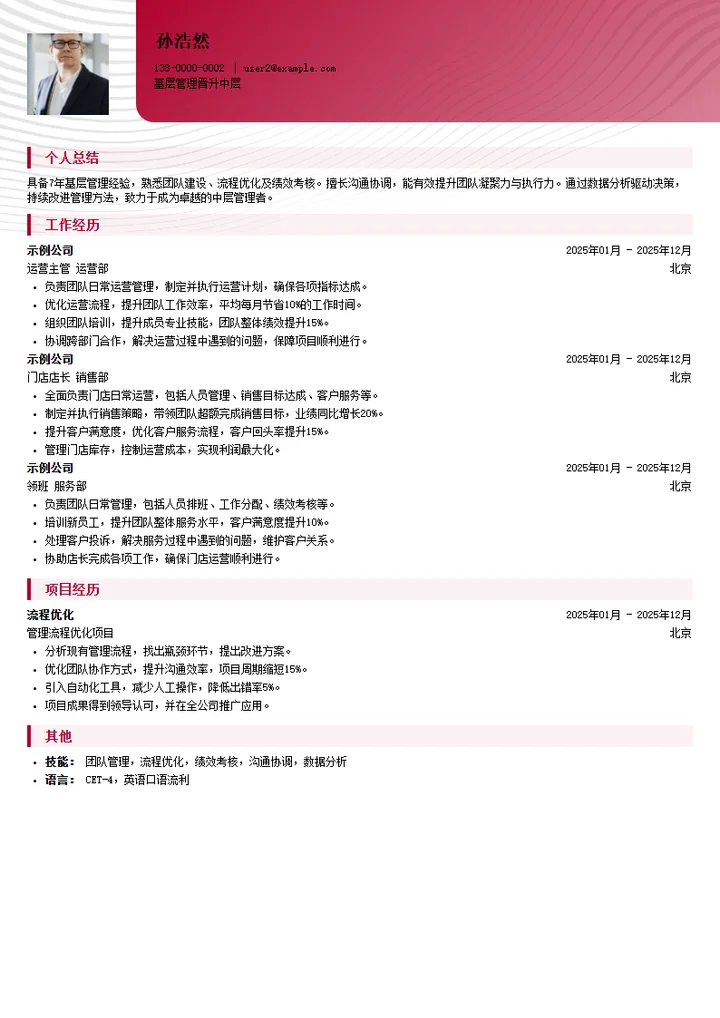 孙浩然
138-0000-0002 | user2@example.com
基层管理晋升中层
个人总结
具备7年基层管理经验，熟悉团队建设、流程优化及绩效考核。擅长沟通协调，能有效提升团队凝聚力与执行力。通过数据分析驱动决策，
持续改进管理方法，致力于成为卓越的中层管理者。
工作经历
示例公司 2025年01月 - 2025年12月
运营主管 运营部 北京
• 负责团队日常运营管理，制定并执行运营计划，确保各项指标达成。
• 优化运营流程，提升团队工作效率，平均每月节省10%的工作时间。
• 组织团队培训，提升成员专业技能，团队整体绩效提升15%。
• 协调跨部门合作，解决运营过程中遇到的问题，保障项目顺利进行。
示例公司 2025年01月 - 2025年12月
门店店长 销售部 北京
• 全面负责门店日常运营，包括人员管理、销售目标达成、客户服务等。
• 制定并执行销售策略，带领团队超额完成销售目标，业绩同比增长20%。
• 提升客户满意度，优化客户服务流程，客户回头率提升15%。
• 管理门店库存，控制运营成本，实现利润最大化。
示例公司 2025年01月 - 2025年12月
领班 服务部 北京
• 负责团队日常管理，包括人员排班、工作分配、绩效考核等。
• 培训新员工，提升团队整体服务水平，客户满意度提升10%。
• 处理客户投诉，解决服务过程中遇到的问题，维护客户关系。
• 协助店长完成各项工作，确保门店运营顺利进行。
项目经历
流程优化 2025年01月 - 2025年12月
管理流程优化项目 北京
• 分析现有管理流程，找出瓶颈环节，提出改进方案。
• 优化团队协作方式，提升沟通效率，项目周期缩短15%。
• 引入自动化工具，减少人工操作，降低出错率5%。
• 项目成果得到领导认可，并在全公司推广应用。
其他
• 技能： 团队管理，流程优化，绩效考核，沟通协调，数据分析
• 语言： CET-4，英语口语流利